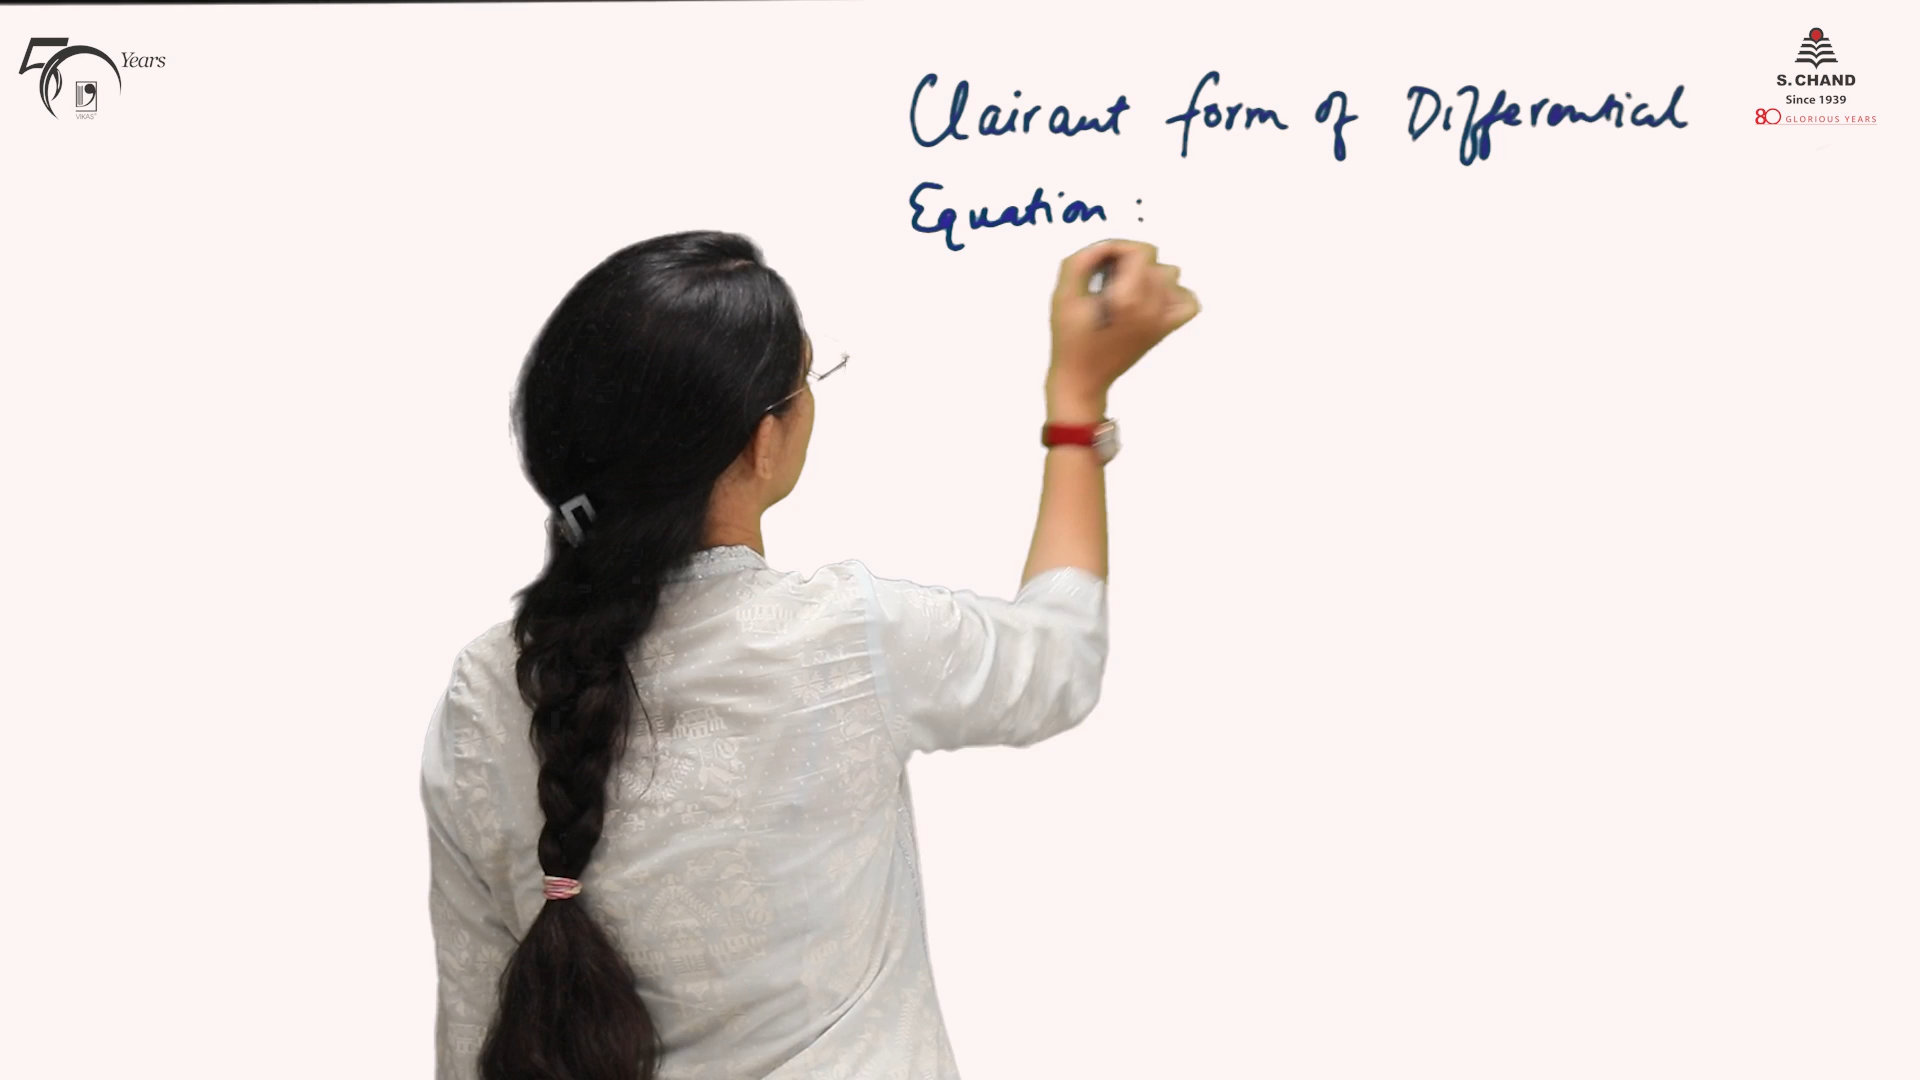 50 Years
VIKAS®
Clairaut form of Differential
Equation :
S. CHAND
Since 1939
80 GLORIOUS YEARS